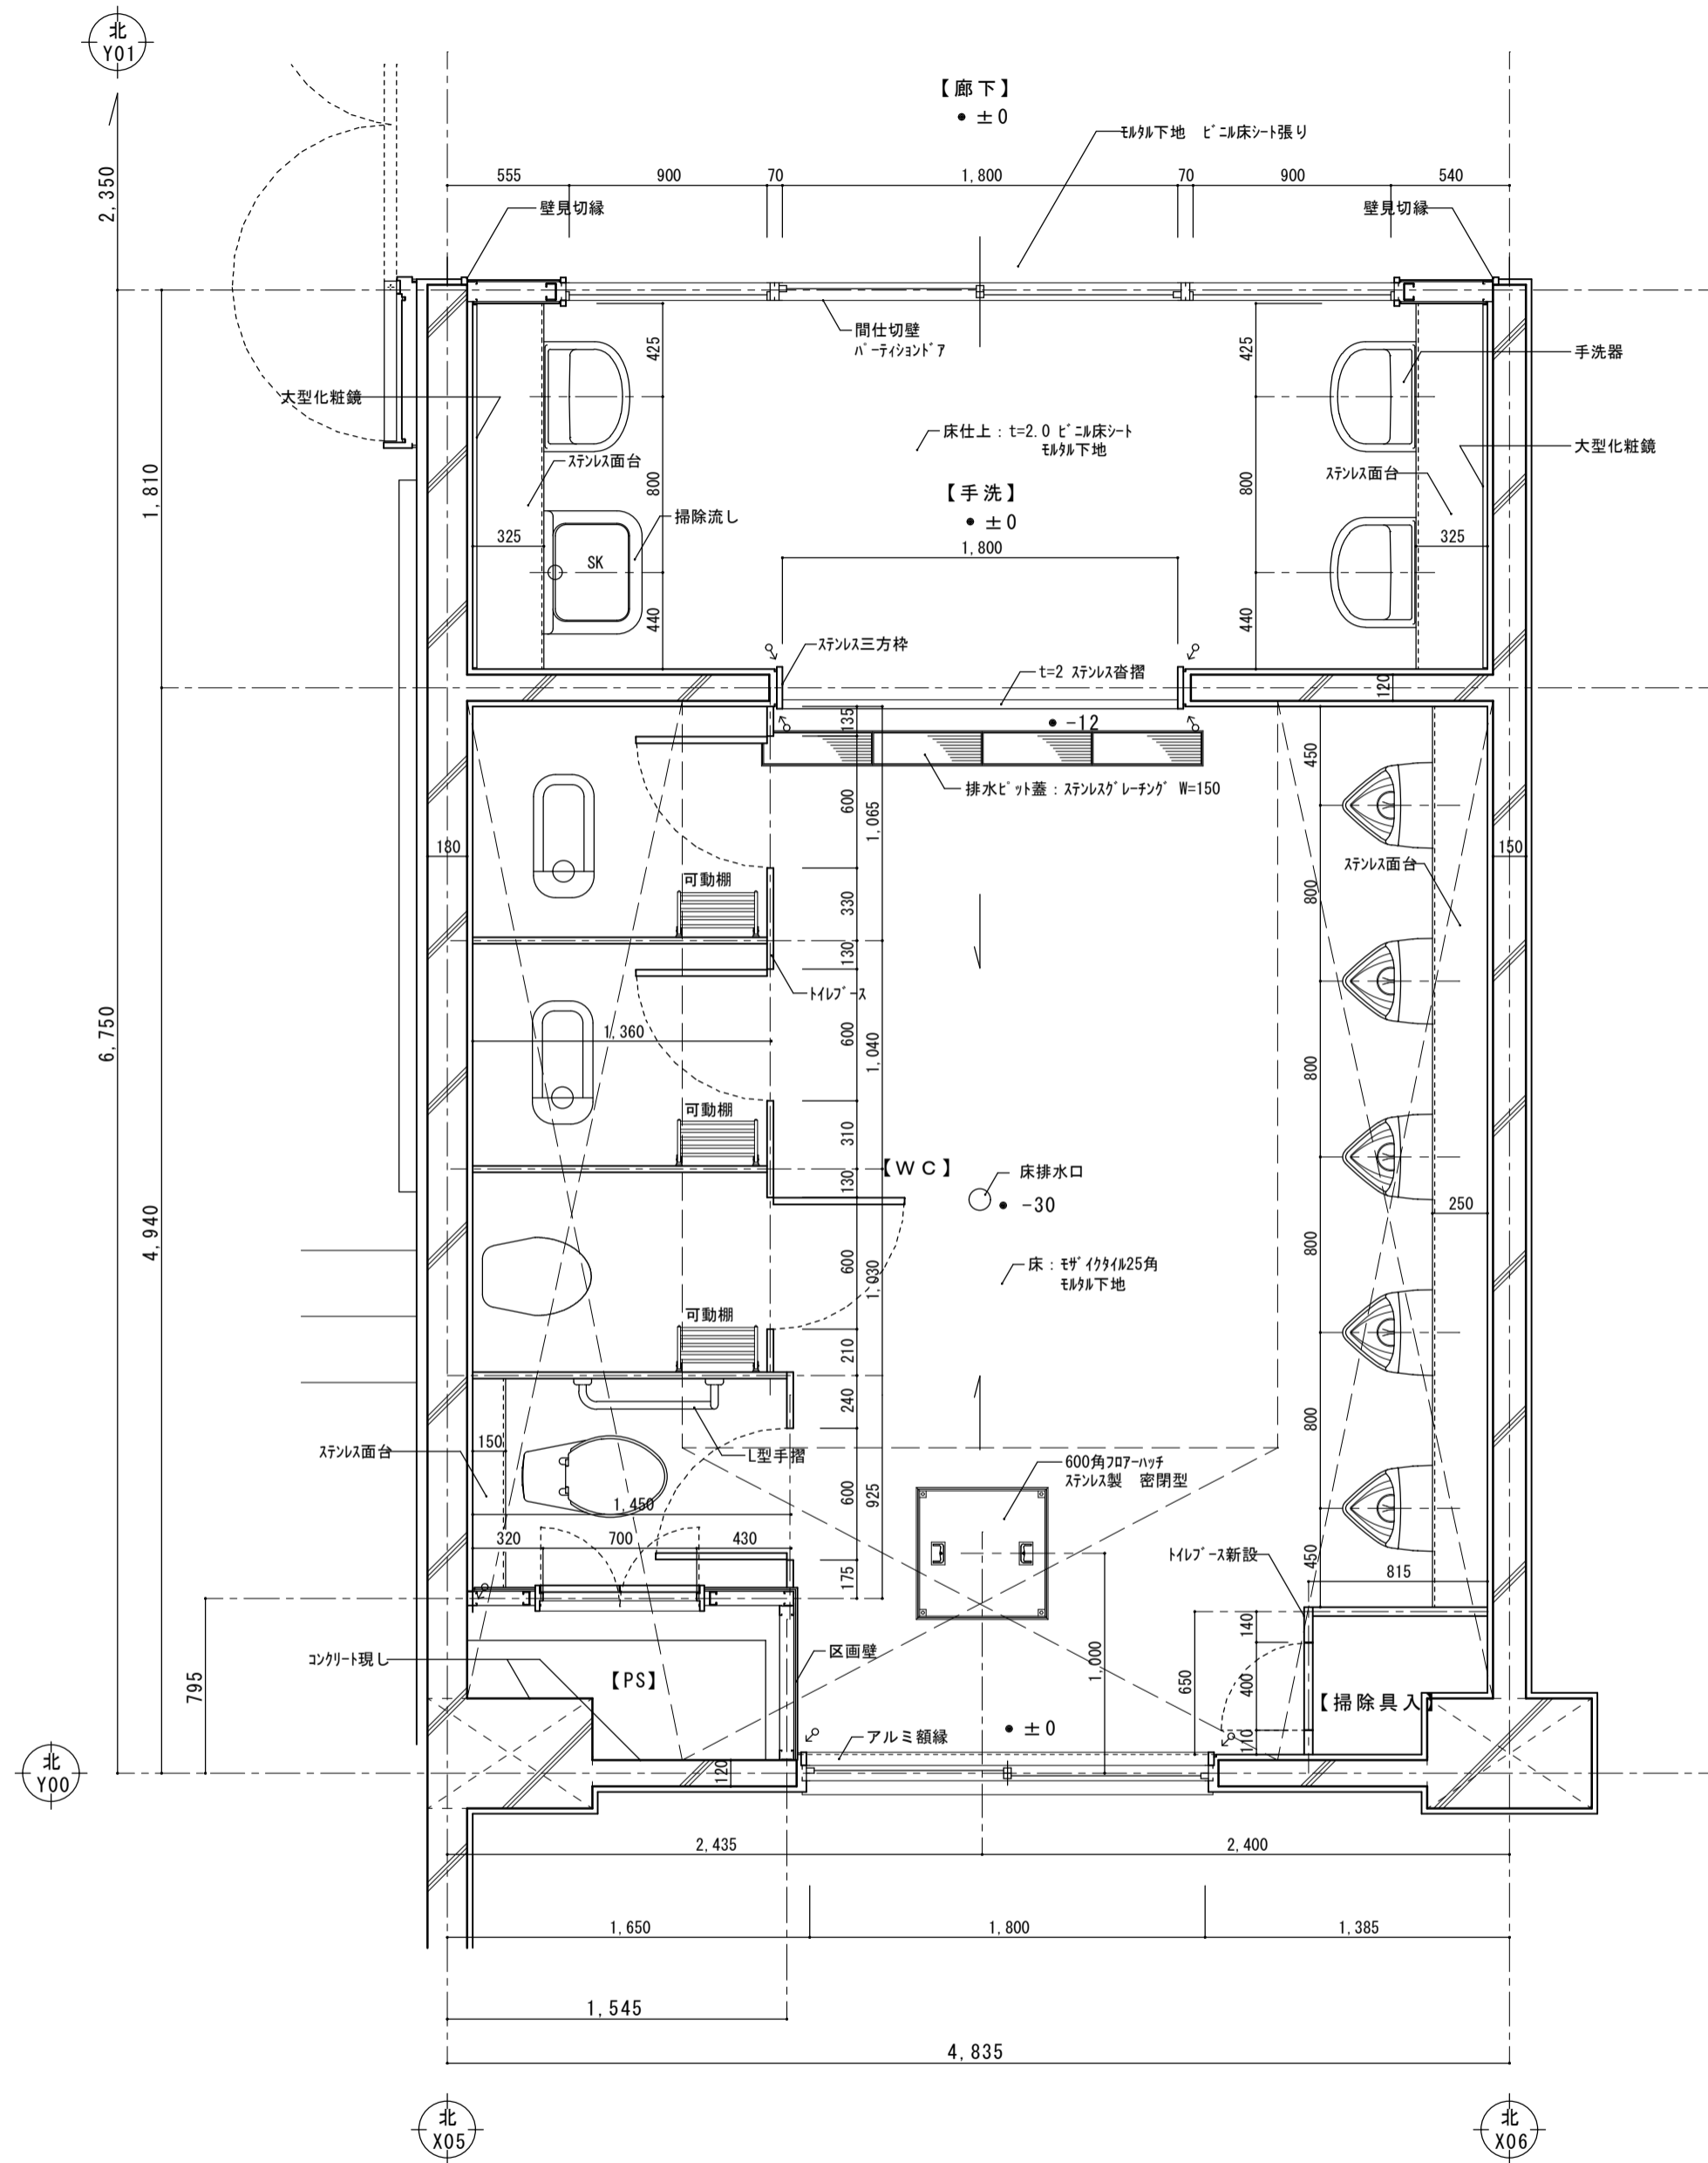 北
Y01
【廊下】
• ±0
モルタル下地 ビニル床シート張り
555
900
70
1,800
70
900
540
2,350
壁見切縁
壁見切縁
間仕切壁
パーティションドア
425
425
手洗器
大型化粧鏡
床仕上：t=2.0 ビニル床シート
モルタル下地
大型化粧鏡
ステンレス面台
ステンレス面台
1,810
800
800
【手洗】
• ±0
掃除流し
325
325
1,800
SK
440
440
ステンレス三方枠
t=2 ステンレス沓摺
120
135
• -12
450
排水ピット蓋：ステンレスグレーチング W=150
600
1,065
180
150
可動棚
ステンレス面台
330
800
130
トイレブース
6,750
1,360
600
1,040
800
可動棚
310
130
【WC】
床排水口
• -30
250
4,940
600
1,030
800
床：モザイクタイル25角
モルタル下地
可動棚
210
240
800
ステンレス面台
150
L型手摺
600角フロアーハッチ
ステンレス製 密閉型
1,450
600
925
320
700
430
175
トイレブース新設
450
815
140
コンクリート現し
区画壁
1,000
650
400
795
【PS】
【掃除具入】
アルミ額縁
• ±0
110
120
北
Y00
2,435
2,400
1,650
1,800
1,385
1,545
4,835
北
X05
北
X06